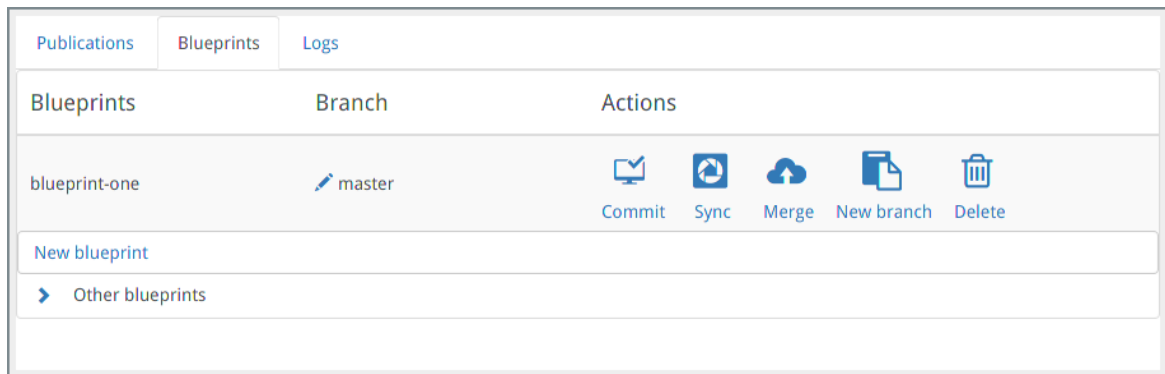 Publications Blueprints Logs
Blueprints Branch Actions
blueprint-one master
Commit Sync Merge New branch Delete
New blueprint
Other blueprints